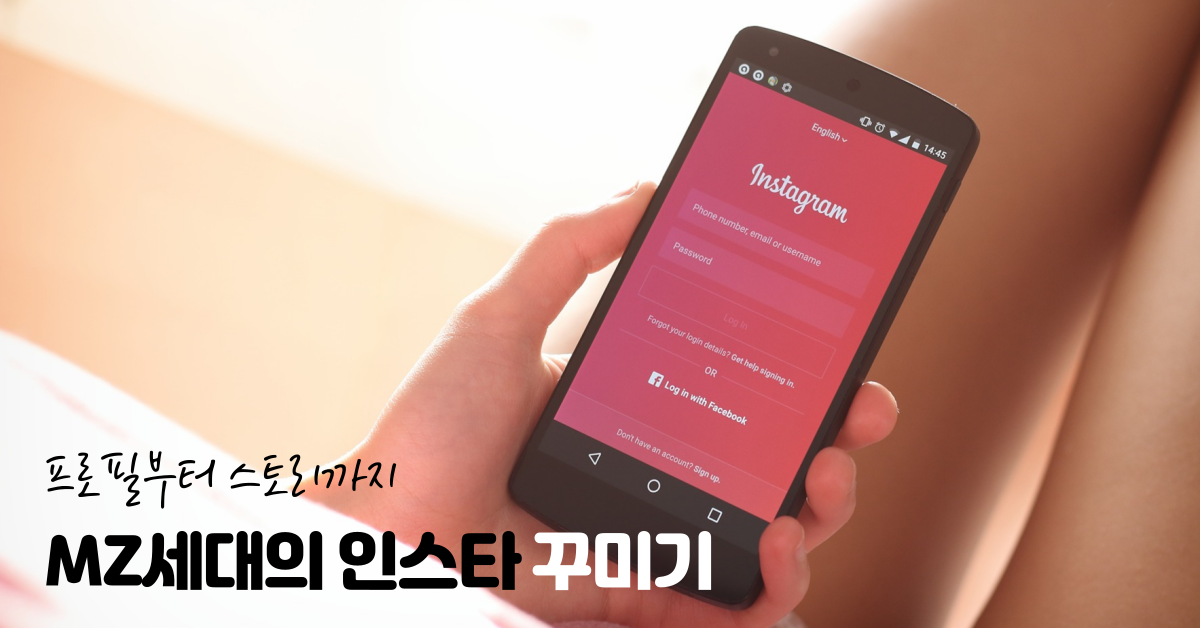 14:45
English
Instagram
Phone number, email or username
Password
Log In
Forgot your login details? Get help signing in.
OR
Log in with Facebook
Don't have an account? Sign up.
프로필부터 스토리까지
MZ세대의 인스타 꾸미기